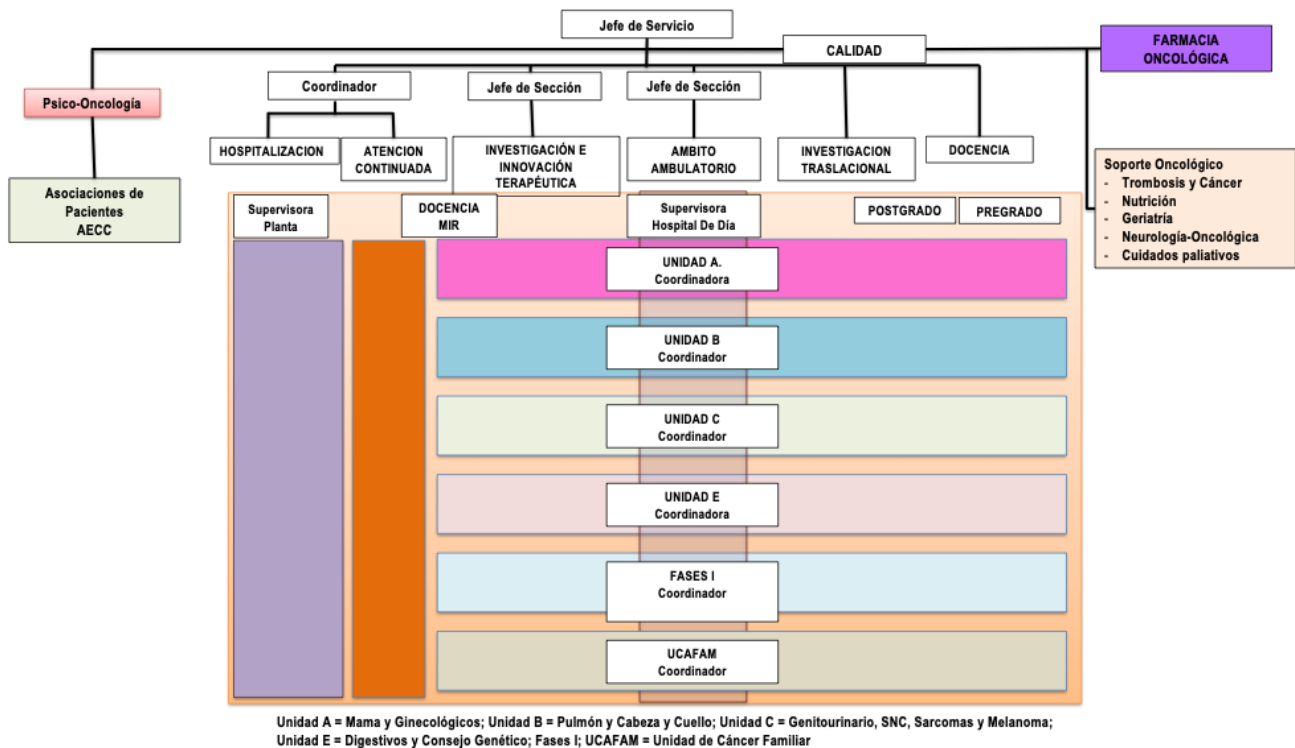 Jefe de Servicio
CALIDAD
FARMACIA
ONCOLÓGICA
Psico-Oncología
Coordinador
Jefe de Sección
Jefe de Sección
HOSPITALIZACION
ATENCION
CONTINUADA
INVESTIGACIÓN E
INNOVACIÓN
TERAPÉUTICA
AMBITO
AMBULATORIO
INVESTIGACION
TRASLACIONAL
DOCENCIA
Asociaciones de
Pacientes
AECC
Soporte Oncológico
- Trombosis y Cáncer
- Nutrición
- Geriatría
- Neurología-Oncológica
- Cuidados paliativos
Supervisora
Planta
DOCENCIA
MIR
Supervisora
Hospital De Día
POSTGRADO
PREGRADO
UNIDAD A.
Coordinadora
UNIDAD B
Coordinador
UNIDAD C
Coordinador
UNIDAD E
Coordinadora
FASES I
Coordinador
UCAFAM
Coordinador
Unidad A = Mama y Ginecológicos; Unidad B = Pulmón y Cabeza y Cuello; Unidad C = Genitourinario, SNC, Sarcomas y Melanoma;
Unidad E = Digestivos y Consejo Genético; Fases I; UCAFAM = Unidad de Cáncer Familiar